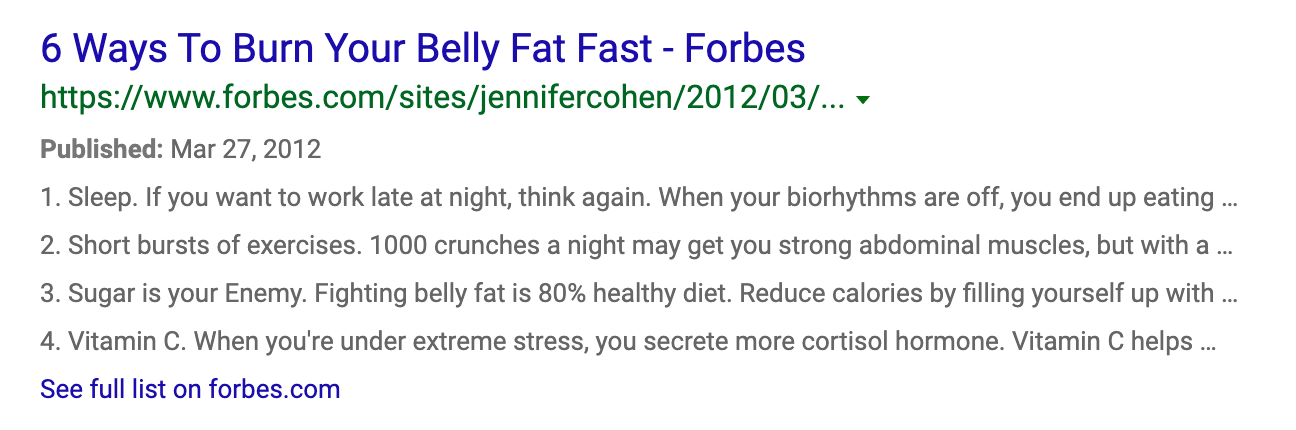 6 Ways To Burn Your Belly Fat Fast - Forbes
https://www.forbes.com/sites/jennifercohen/2012/03/...
Published: Mar 27, 2012
1. Sleep. If you want to work late at night, think again. When your biorhythms are off, you end up eating ...
2. Short bursts of exercises. 1000 crunches a night may get you strong abdominal muscles, but with a ...
3. Sugar is your Enemy. Fighting belly fat is 80% healthy diet. Reduce calories by filling yourself up with ...
4. Vitamin C. When you're under extreme stress, you secrete more cortisol hormone. Vitamin C helps ...
See full list on forbes.com